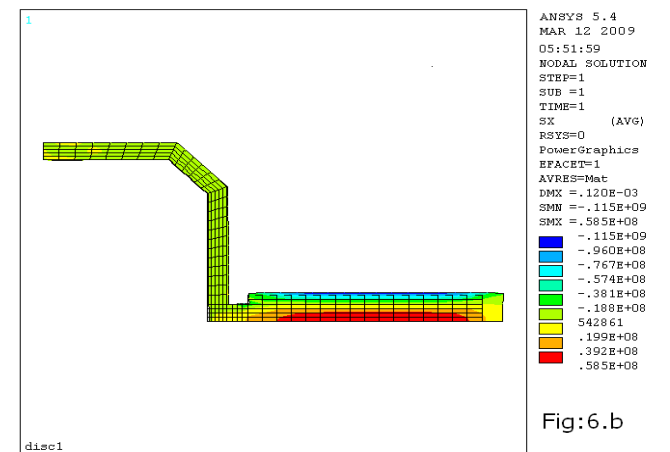 1
ANSYS 5.4
MAR 12 2009
05:51:59
NODAL SOLUTION
STEP=1
SUB =1
TIME=1
SX (AVG)
RSYS=0
PowerGraphics
EFACET=1
AVRES=Mat
DMX =.120E-03
SMN =-.115E+09
SMX =.585E+08
-.115E+09
-.960E+08
-.767E+08
-.574E+08
-.381E+08
-.188E+08
542861
.199E+08
.392E+08
.585E+08
Fig:6.b
disc1